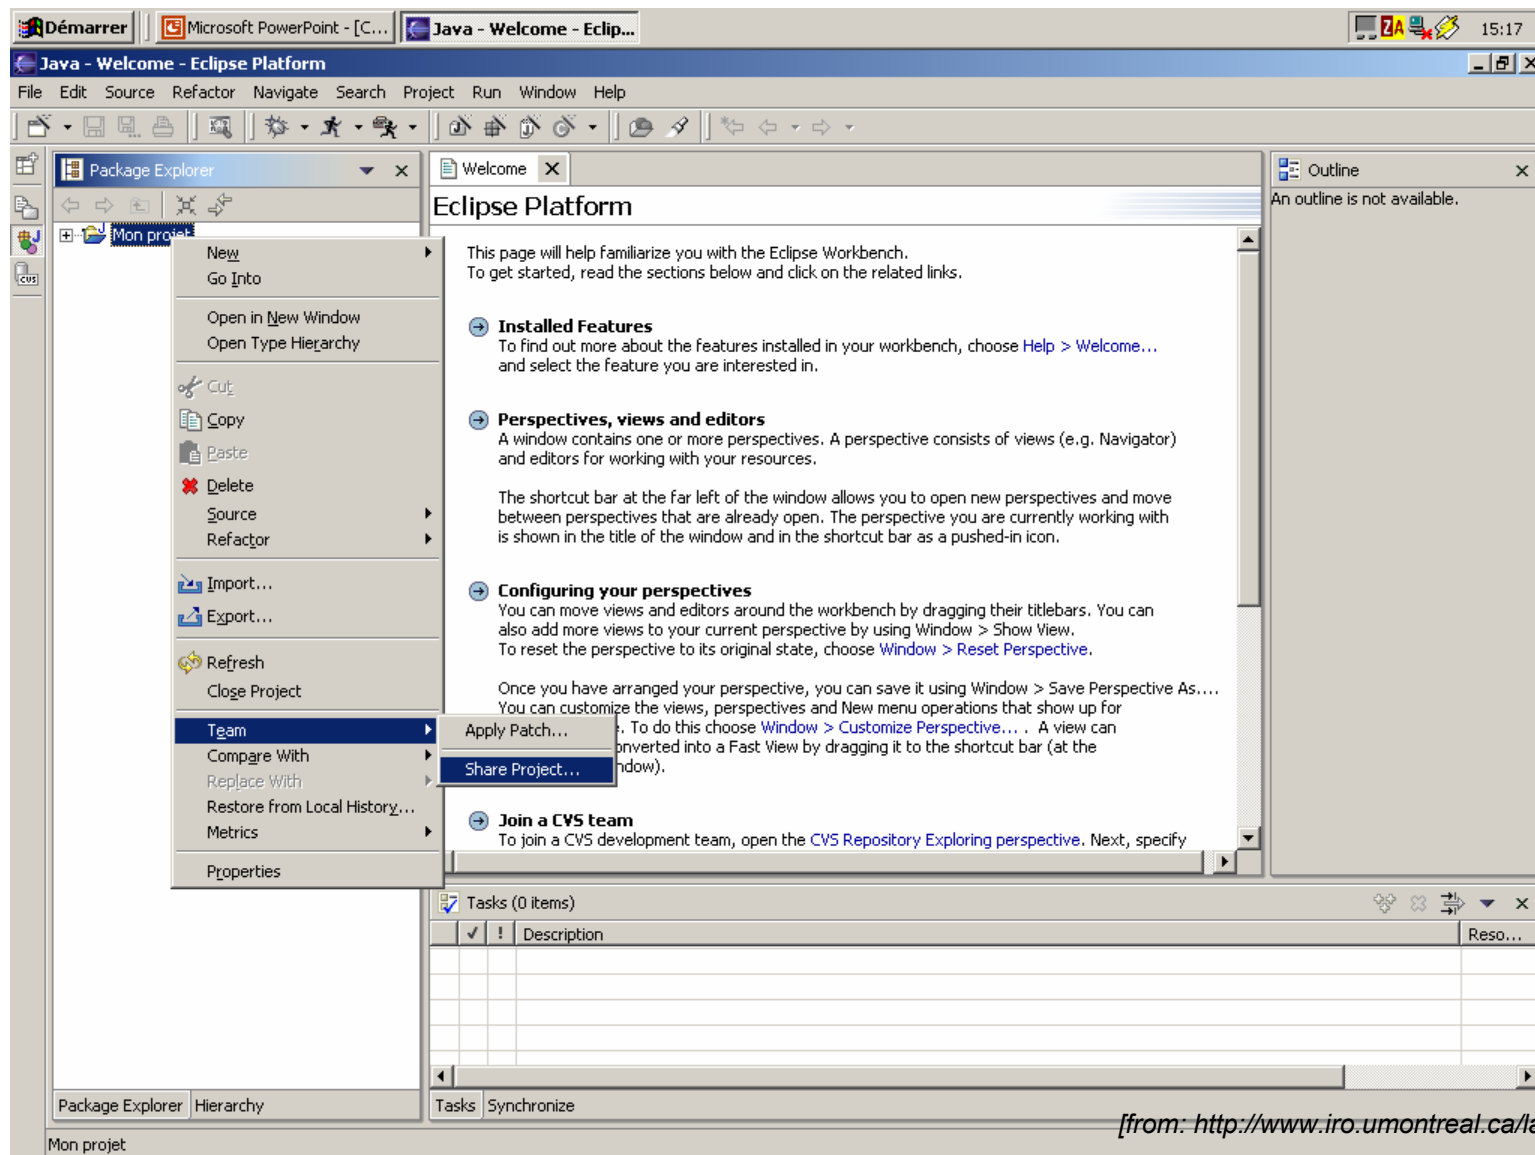 Démarrer
Microsoft PowerPoint - [C...
Java - Welcome - Eclip...
ZA
15:17
Java - Welcome - Eclipse Platform
File Edit Source Refactor Navigate Search Project Run Window Help
Package Explorer
Welcome
Outline
Eclipse Platform
An outline is not available.
Mon projet
New
Go Into
Open in New Window
Open Type Hierarchy
Cut
Copy
Paste
Delete
Source
Refactor
Import...
Export...
Refresh
Close Project
Team
Compare With
Replace With
Restore from Local History...
Metrics
Properties
Apply Patch...
Share Project...
CVS
This page will help familiarize you with the Eclipse Workbench.
To get started, read the sections below and click on the related links.
Installed Features
To find out more about the features installed in your workbench, choose Help > Welcome...
and select the feature you are interested in.
Perspectives, views and editors
A window contains one or more perspectives. A perspective consists of views (e.g. Navigator)
and editors for working with your resources.
The shortcut bar at the far left of the window allows you to open new perspectives and move
between perspectives that are already open. The perspective you are currently working with
is shown in the title of the window and in the shortcut bar as a pushed-in icon.
Configuring your perspectives
You can move views and editors around the workbench by dragging their titlebars. You can
also add more views to your current perspective by using Window > Show View.
To reset the perspective to its original state, choose Window > Reset Perspective.
Once you have arranged your perspective, you can save it using Window > Save Perspective As....
You can customize the views, perspectives and New menu operations that show up for
. To do this choose Window > Customize Perspective... . A view can
onverted into a Fast View by dragging it to the shortcut bar (at the
ndow).
Join a CVS team
To join a CVS development team, open the CVS Repository Exploring perspective. Next, specify
Tasks (0 items)
✓ ! Description Reso...
Package Explorer Hierarchy
Tasks Synchronize
[from: http://www.iro.umontreal.ca/la
Mon projet